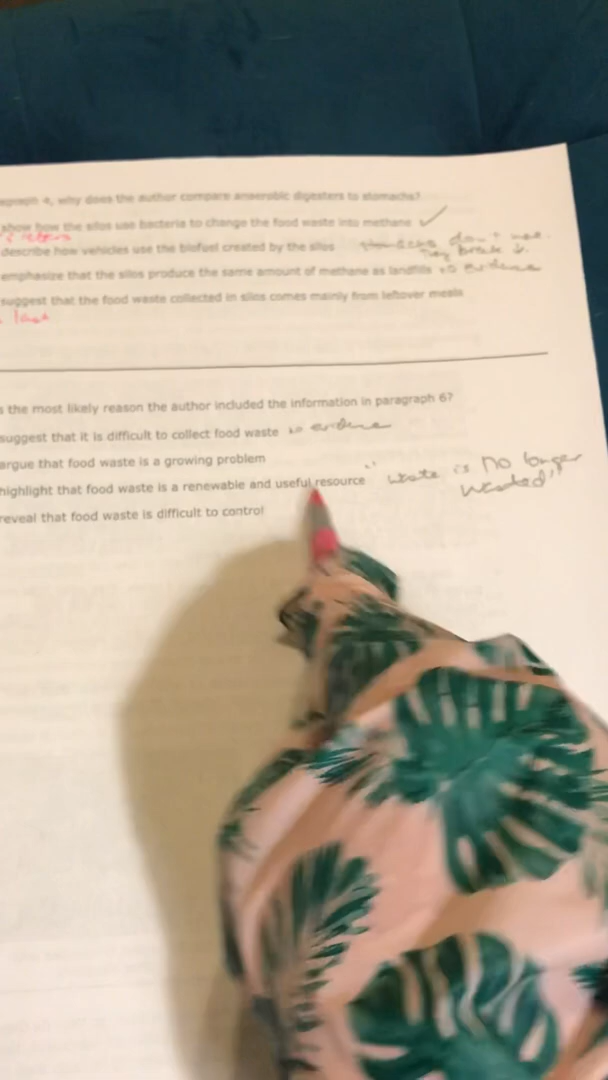 agraph 4, why does the author compare anaerobic digesters to stomachs?
show how the silos use bacteria to change the food waste into methane ✓
describe how vehicles use the biofuel created by the silos
emphasize that the silos produce the same amount of methane as landfills no evidence
suggest that the food waste collected in silos comes mainly from leftover meals
s the most likely reason the author included the information in paragraph 6?
suggest that it is difficult to collect food waste no evidence
argue that food waste is a growing problem
highlight that food waste is a renewable and useful resource "waste is no longer
wasted"
reveal that food waste is difficult to control